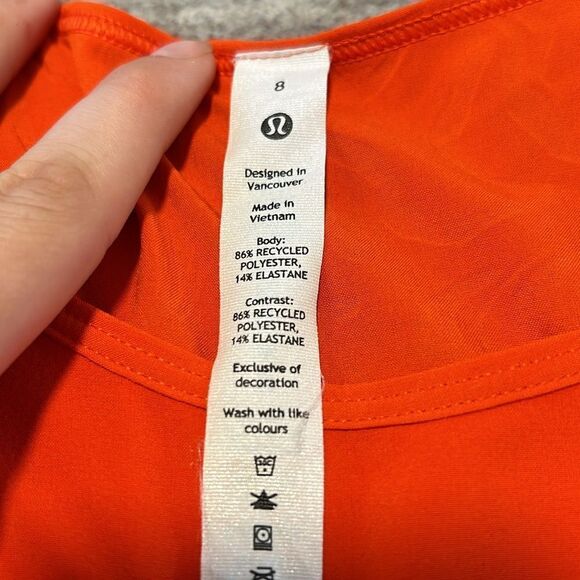 8
Designed in
Vancouver
Made in
Vietnam
Body:
86% RECYCLED
POLYESTER,
14% ELASTANE
Contrast:
86% RECYCLED
POLYESTER,
14% ELASTANE
Exclusive of
decoration
Wash with like
colours